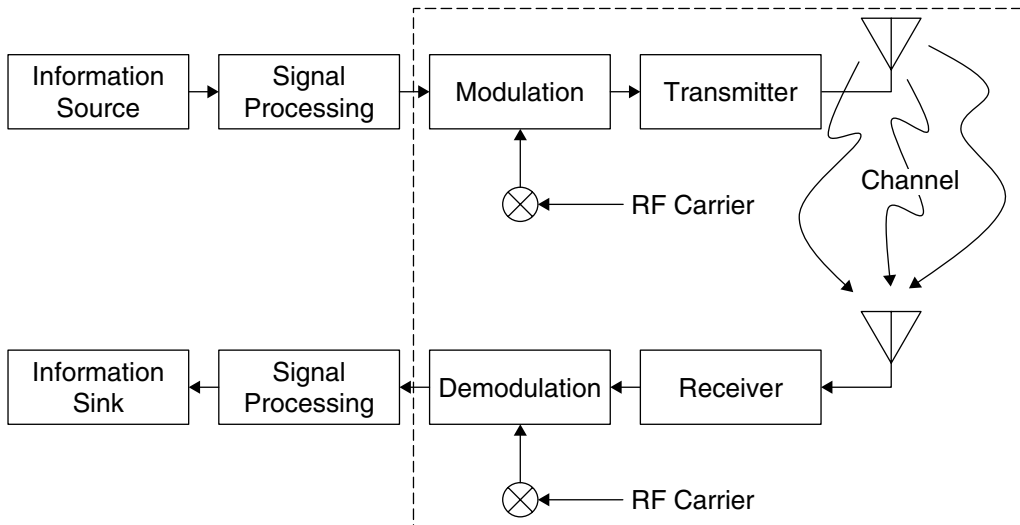 Information
Source
Signal
Processing
Modulation
Transmitter
Channel
RF Carrier
Information
Sink
Signal
Processing
Demodulation
Receiver
RF Carrier